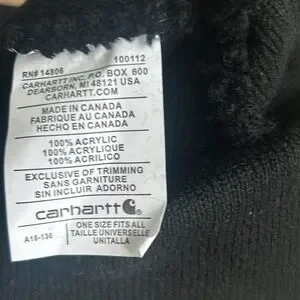 RN# 14806 100112
CARHARTT INC. P.O. BOX 600
DEARBORN, MI 48121 USA
CARHARTT.COM
MADE IN CANADA
FABRIQUE AU CANADA
HECHO EN CANADA
100% ACRYLIC
100% ACRYLIQUE
100% ACRILICO
EXCLUSIVE OF TRIMMING
SANS GARNITURE
SIN INCLUIR ADORNO
carhartt
A18-136
ONE SIZE FITS ALL
TAILLE UNIVERSELLE
UNITALLA